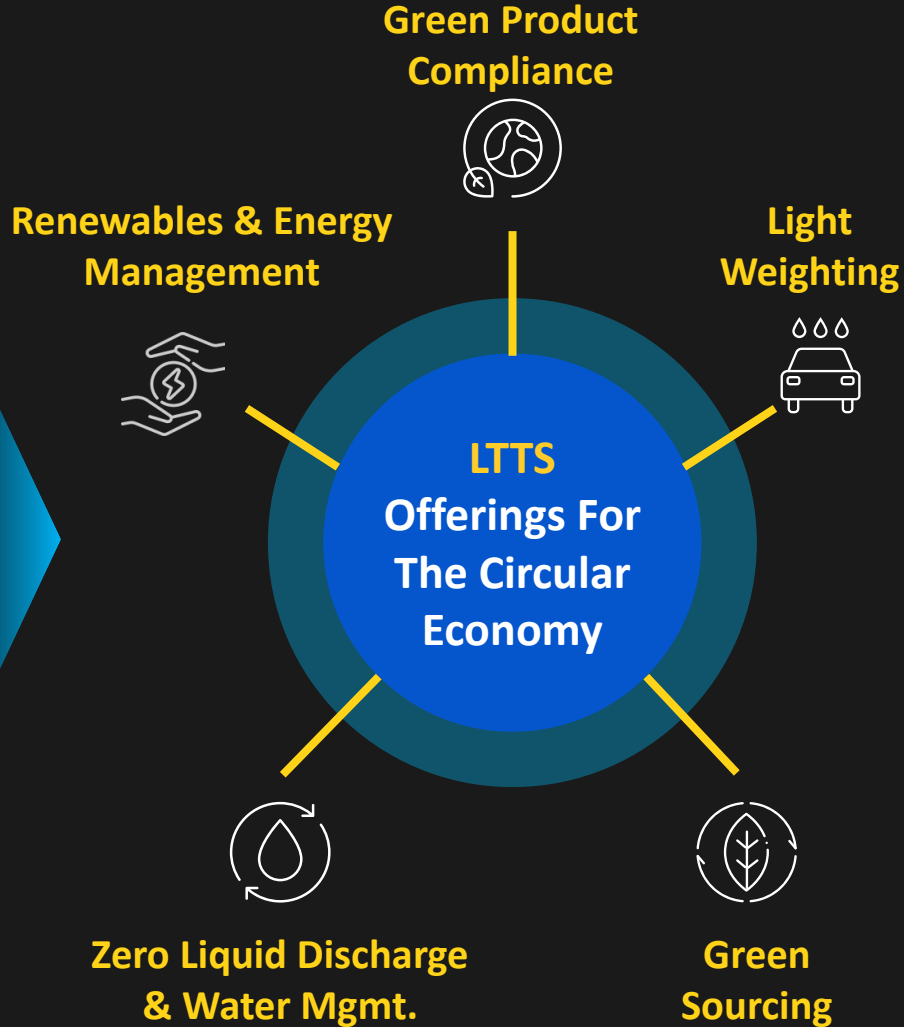 Green Product
Compliance
Renewables & Energy
Management
Light
Weighting
LTTS
Offerings For
The Circular
Economy
Zero Liquid Discharge
& Water Mgmt.
Green
Sourcing